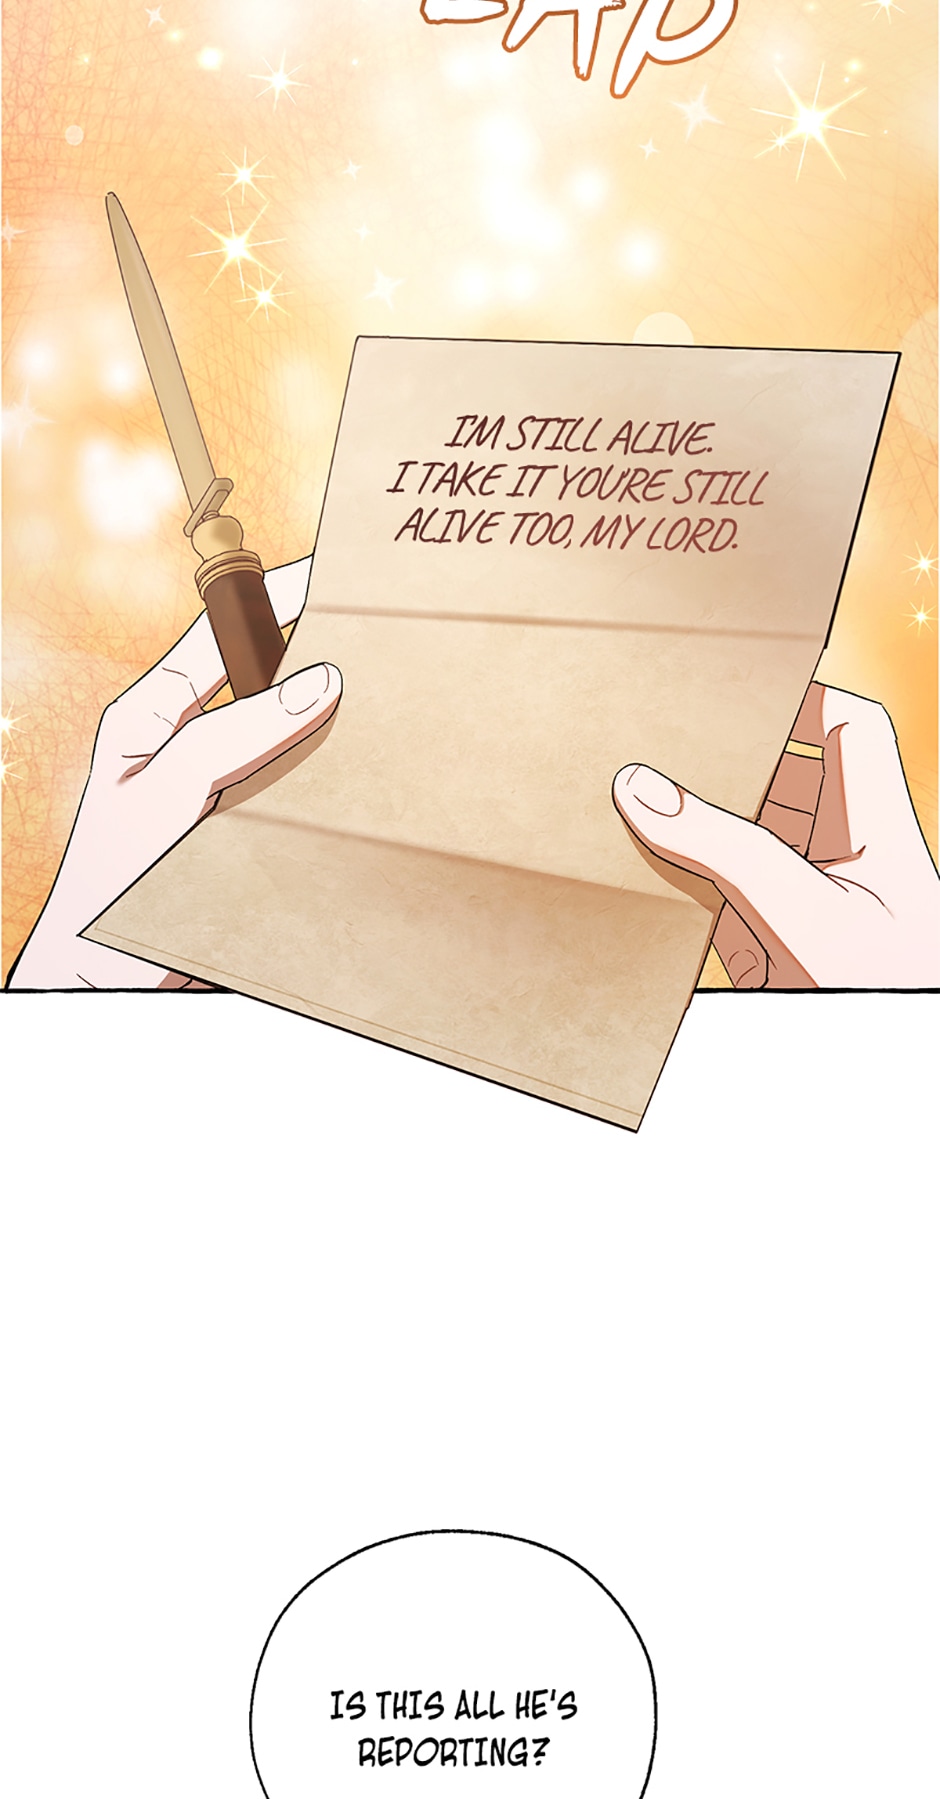 I'M STILL ALIVE.
I TAKE IT YOU'RE STILL
ALIVE TOO, MY LORD.
IS THIS ALL HE'S
REPORTING?